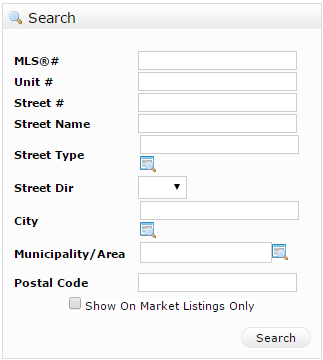 Search
MLS®#
Unit #
Street #
Street Name
Street Type
Street Dir
City
Municipality/Area
Postal Code
Show On Market Listings Only
Search